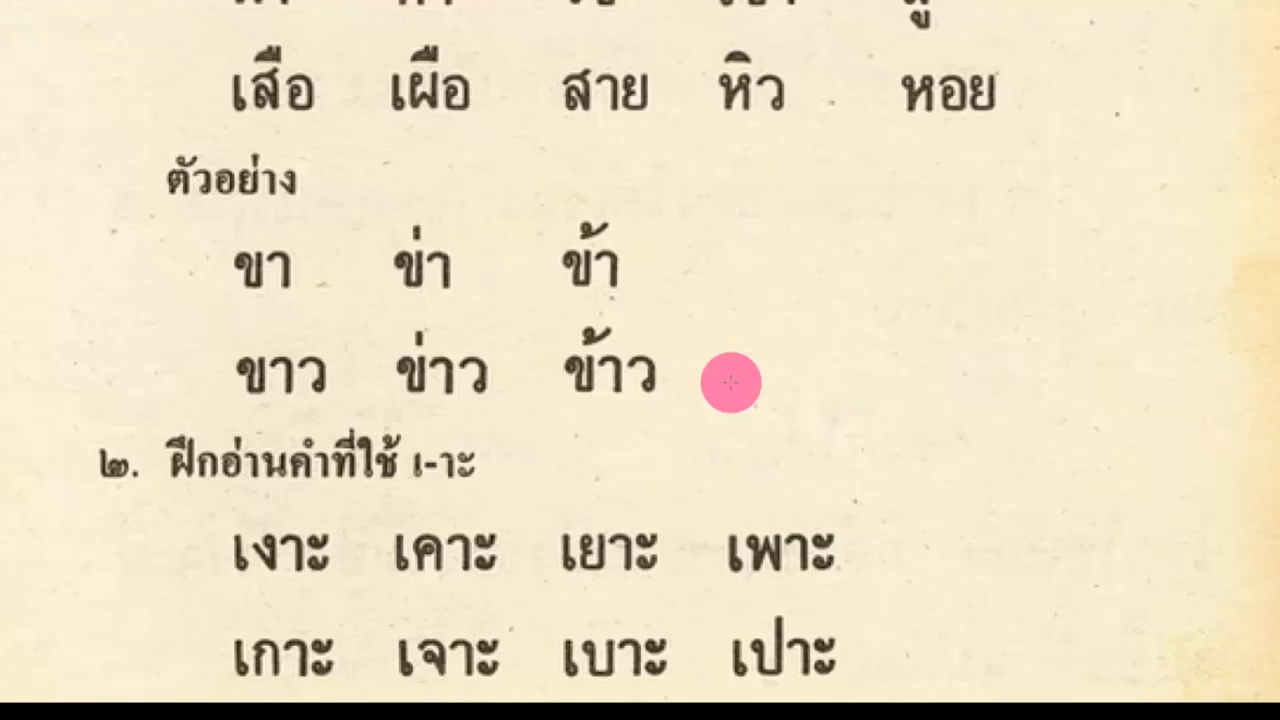 เสือ เผือ สาย หิว หอย
ตัวอย่าง
ขา ข่า ข้า
ขาว ข่าว ข้าว
๒. ฝึกอ่านคำที่ใช้ เ-าะ
เงาะ เคาะ เยาะ เพาะ
เกาะ เจาะ เบาะ เปาะ